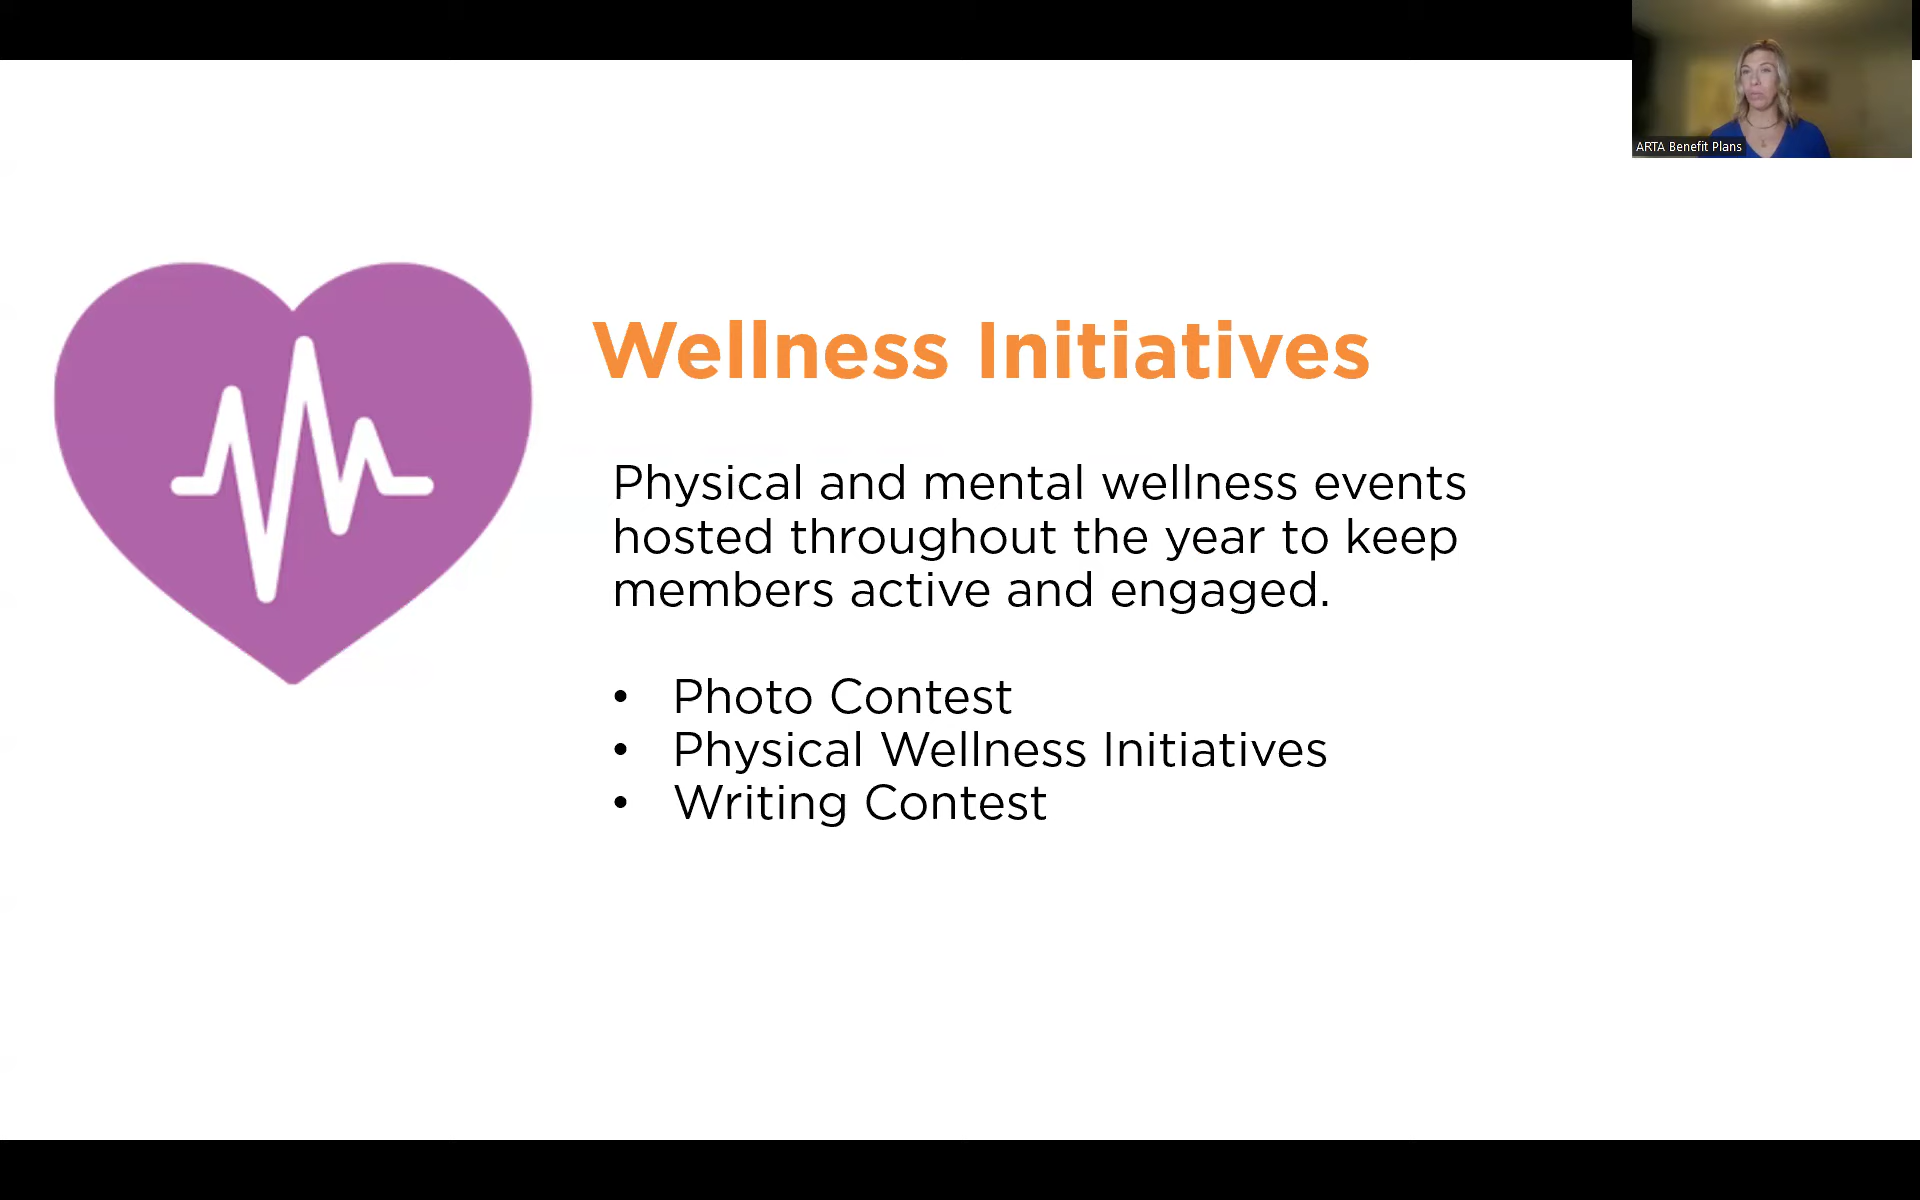 ARTA Benefit Plans
Wellness Initiatives
Physical and mental wellness events
hosted throughout the year to keep
members active and engaged.
• Photo Contest
• Physical Wellness Initiatives
• Writing Contest